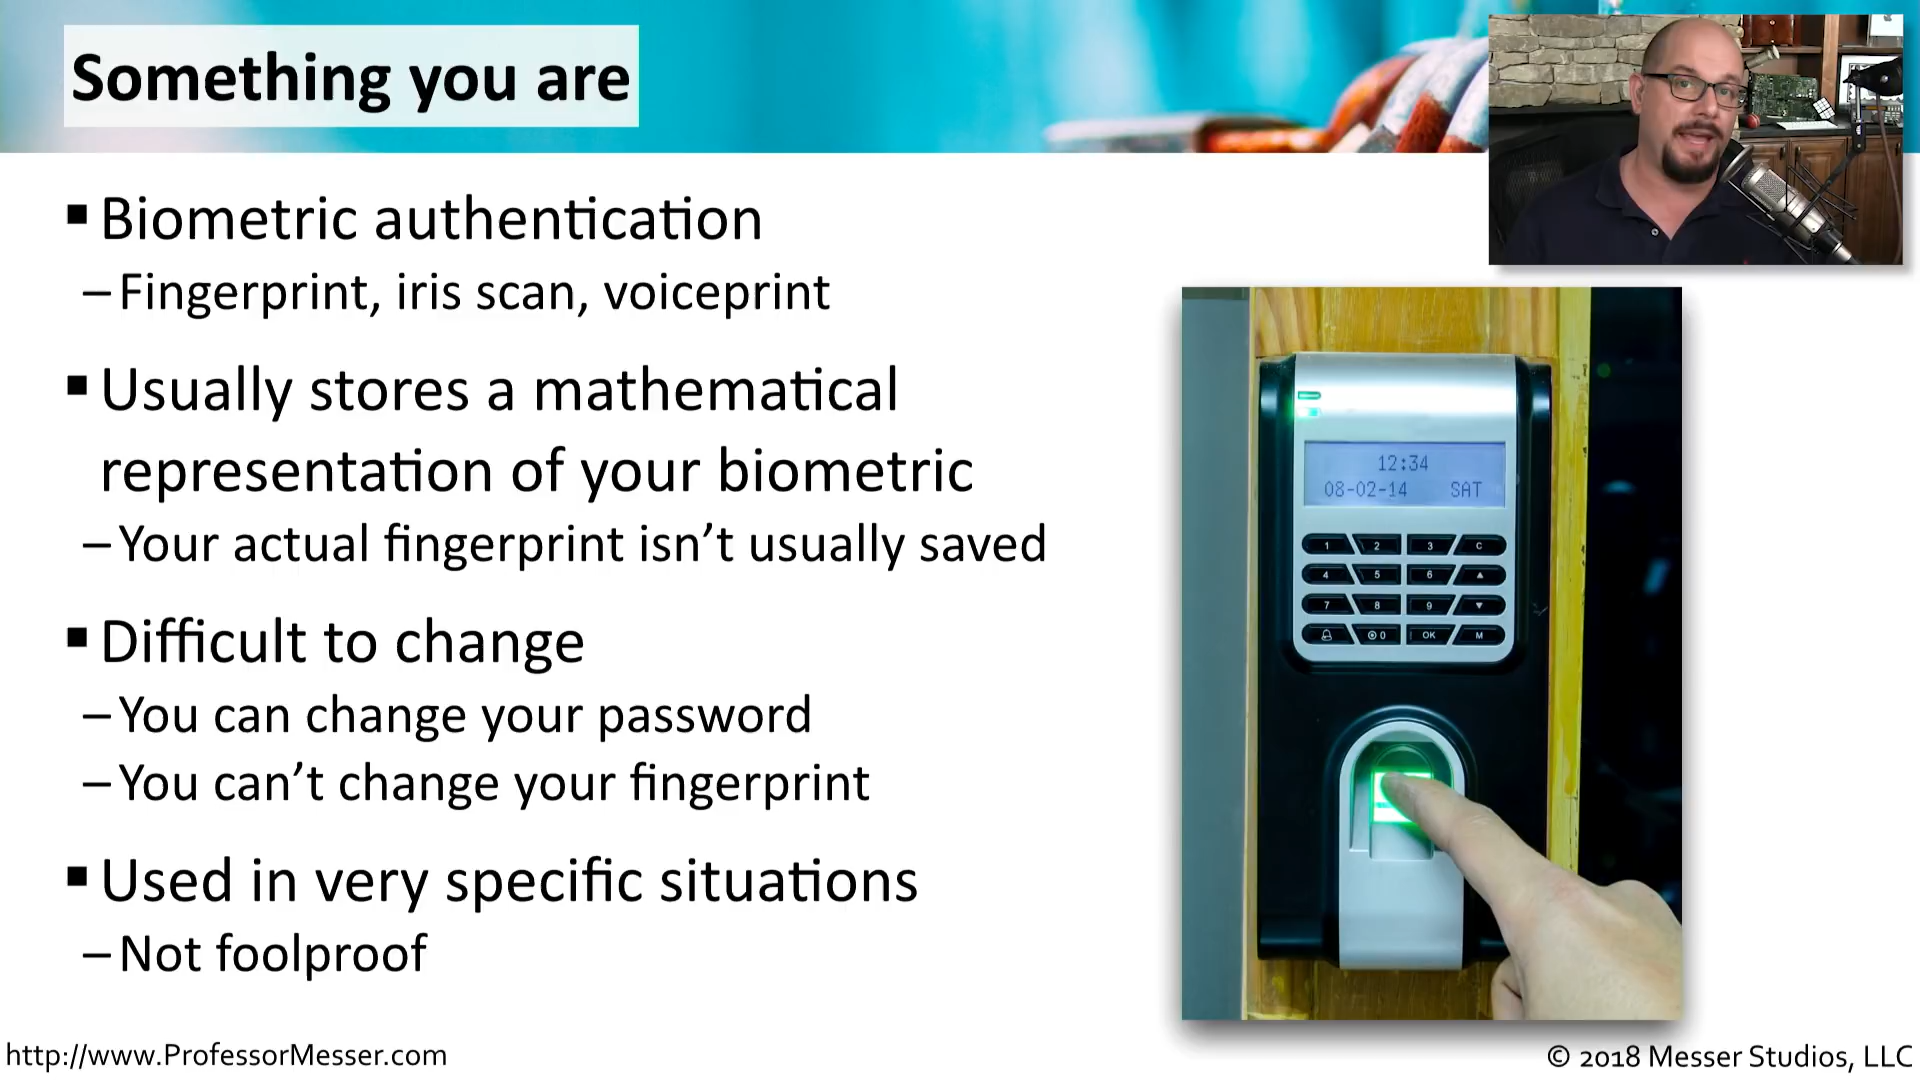 Something you are
▪ Biometric authentication
– Fingerprint, iris scan, voiceprint
▪ Usually stores a mathematical
representation of your biometric
– Your actual fingerprint isn’t usually saved
▪ Difficult to change
– You can change your password
– You can’t change your fingerprint
▪ Used in very specific situations
– Not foolproof
12:34
08-02-14 SAT
1 2 3 C
4 5 6 ▲
7 8 9 ▼
0 OK M
http://www.ProfessorMesser.com
© 2018 Messer Studios, LLC